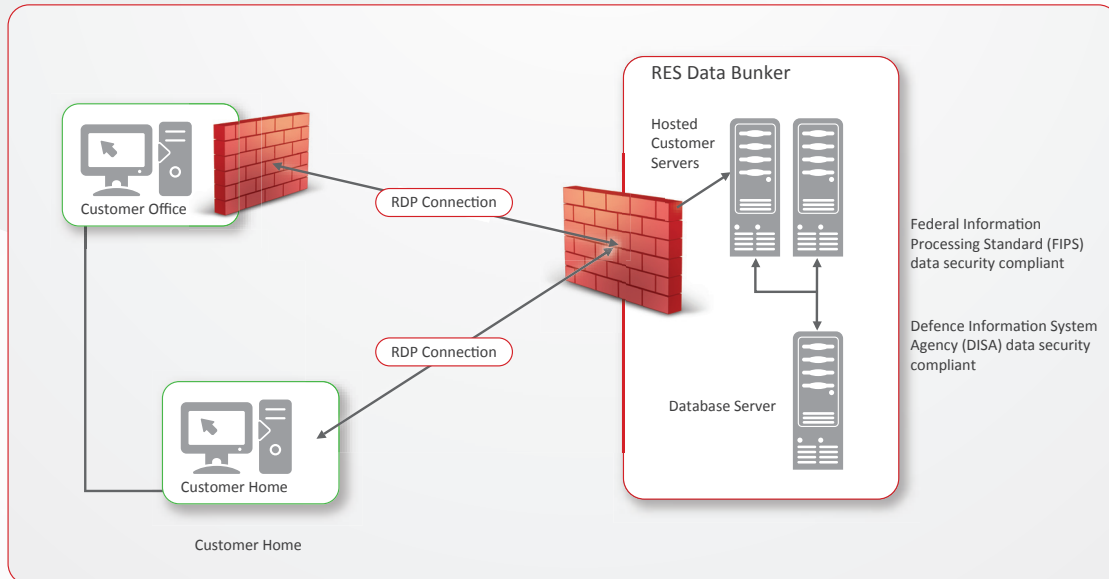 RES Data Bunker
Hosted
Customer
Servers
Customer Office
RDP Connection
Federal Information
Processing Standard (FIPS)
data security compliant
Defence Information System
Agency (DISA) data security
compliant
RDP Connection
Database Server
Customer Home
Customer Home